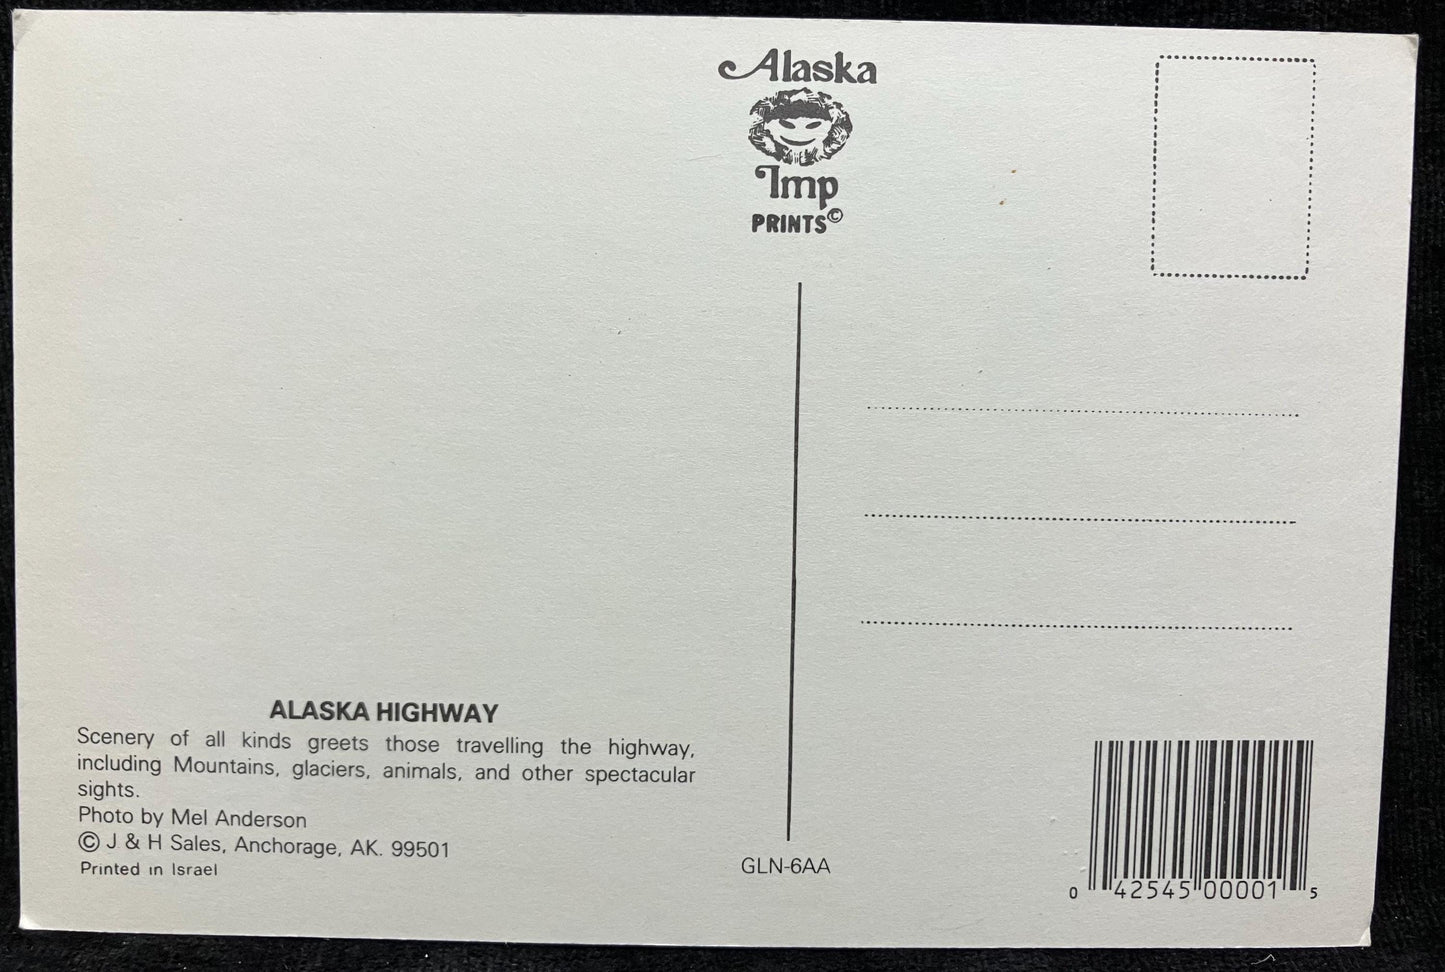 Alaska
Imp
PRINTS©
ALASKA HIGHWAY
Scenery of all kinds greets those travelling the highway,
including Mountains, glaciers, animals, and other spectacular
sights.
Photo by Mel Anderson
© J & H Sales, Anchorage, AK. 99501
Printed in Israel
GLN-6AA
0 42545 00001 5